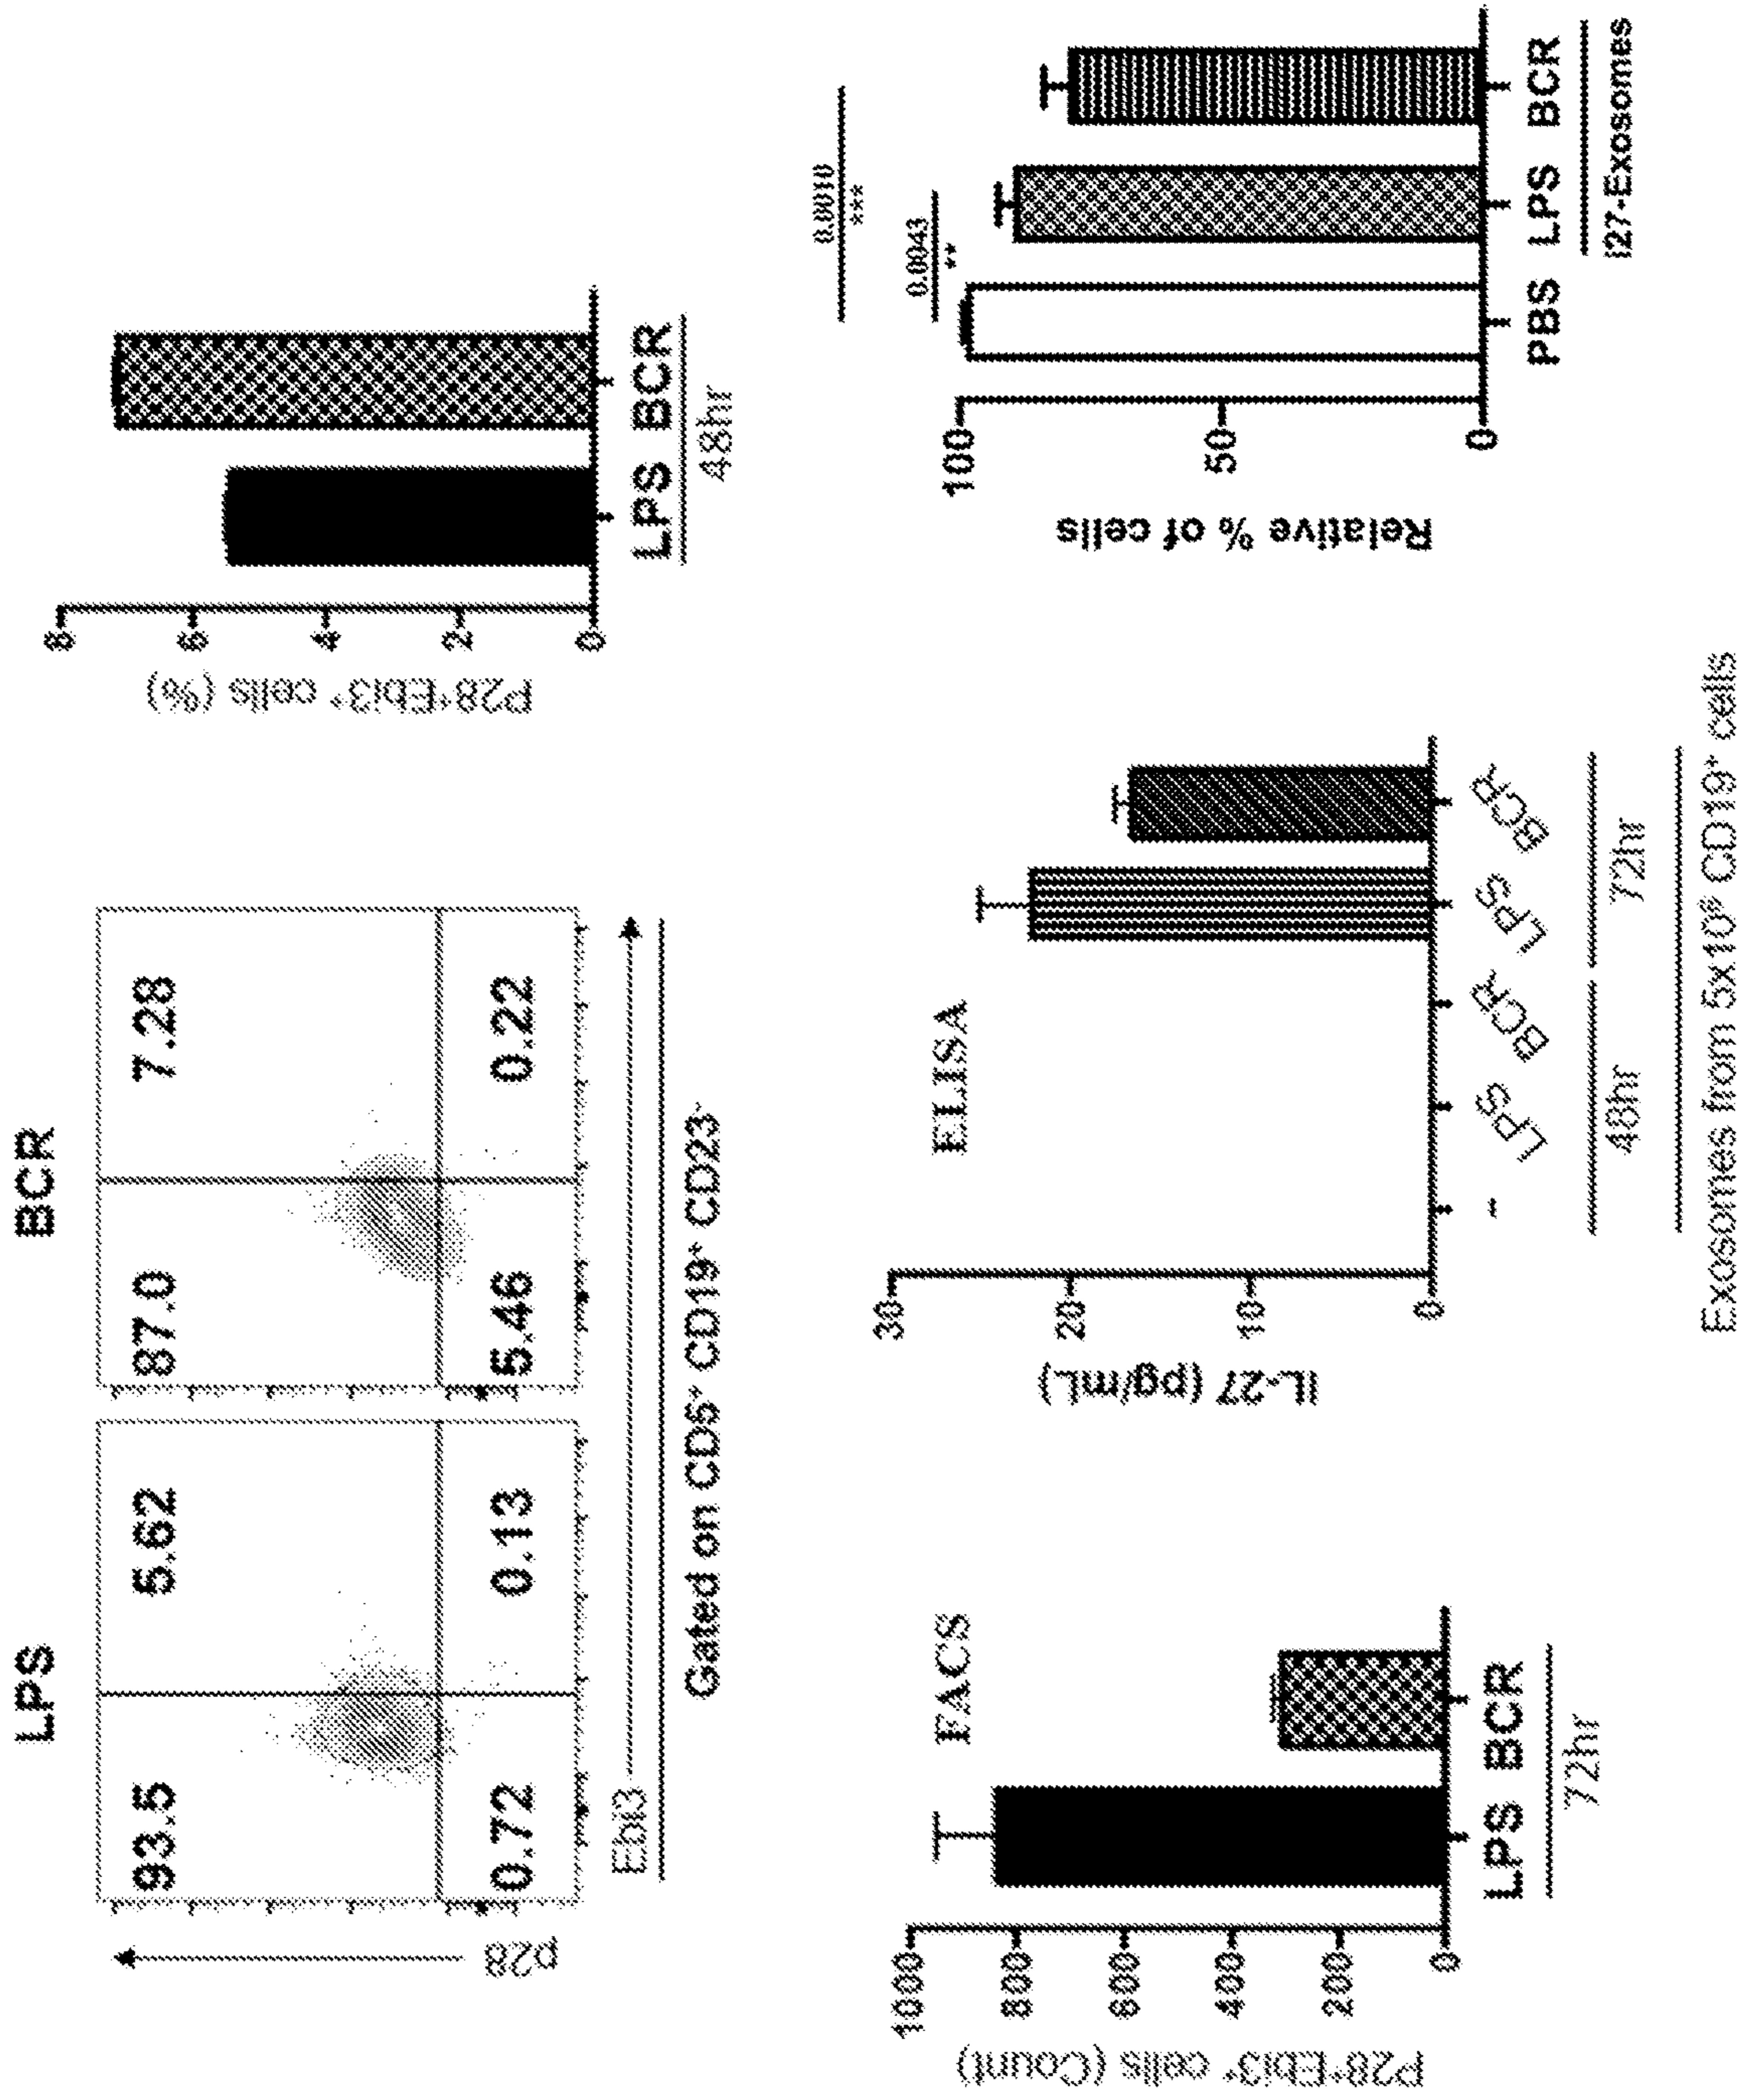 LPS
BCR
93.5 5.62
0.72 0.13
87.0 7.28
5.46 0.22
p28
Ebi3
Gated on CD5⁺ CD19⁺ CD23⁻
P28⁺Ebi3⁺ cells (%)
8
6
4
2
0
LPS BCR
48hr
P28⁺Ebi3⁺ cells (Count)
1000
800
600
400
200
0
FACS
LPS BCR
72hr
IL-27 (pg/mL)
30
20
10
0
ELISA
- LPS BCR LPS BCR
48hr 72hr
Exosomes from 5x10⁶ CD19⁺ cells
Relative % of cells
100
50
0
0.0010
***
0.0043
**
PBS LPS BCR
i27-Exosomes